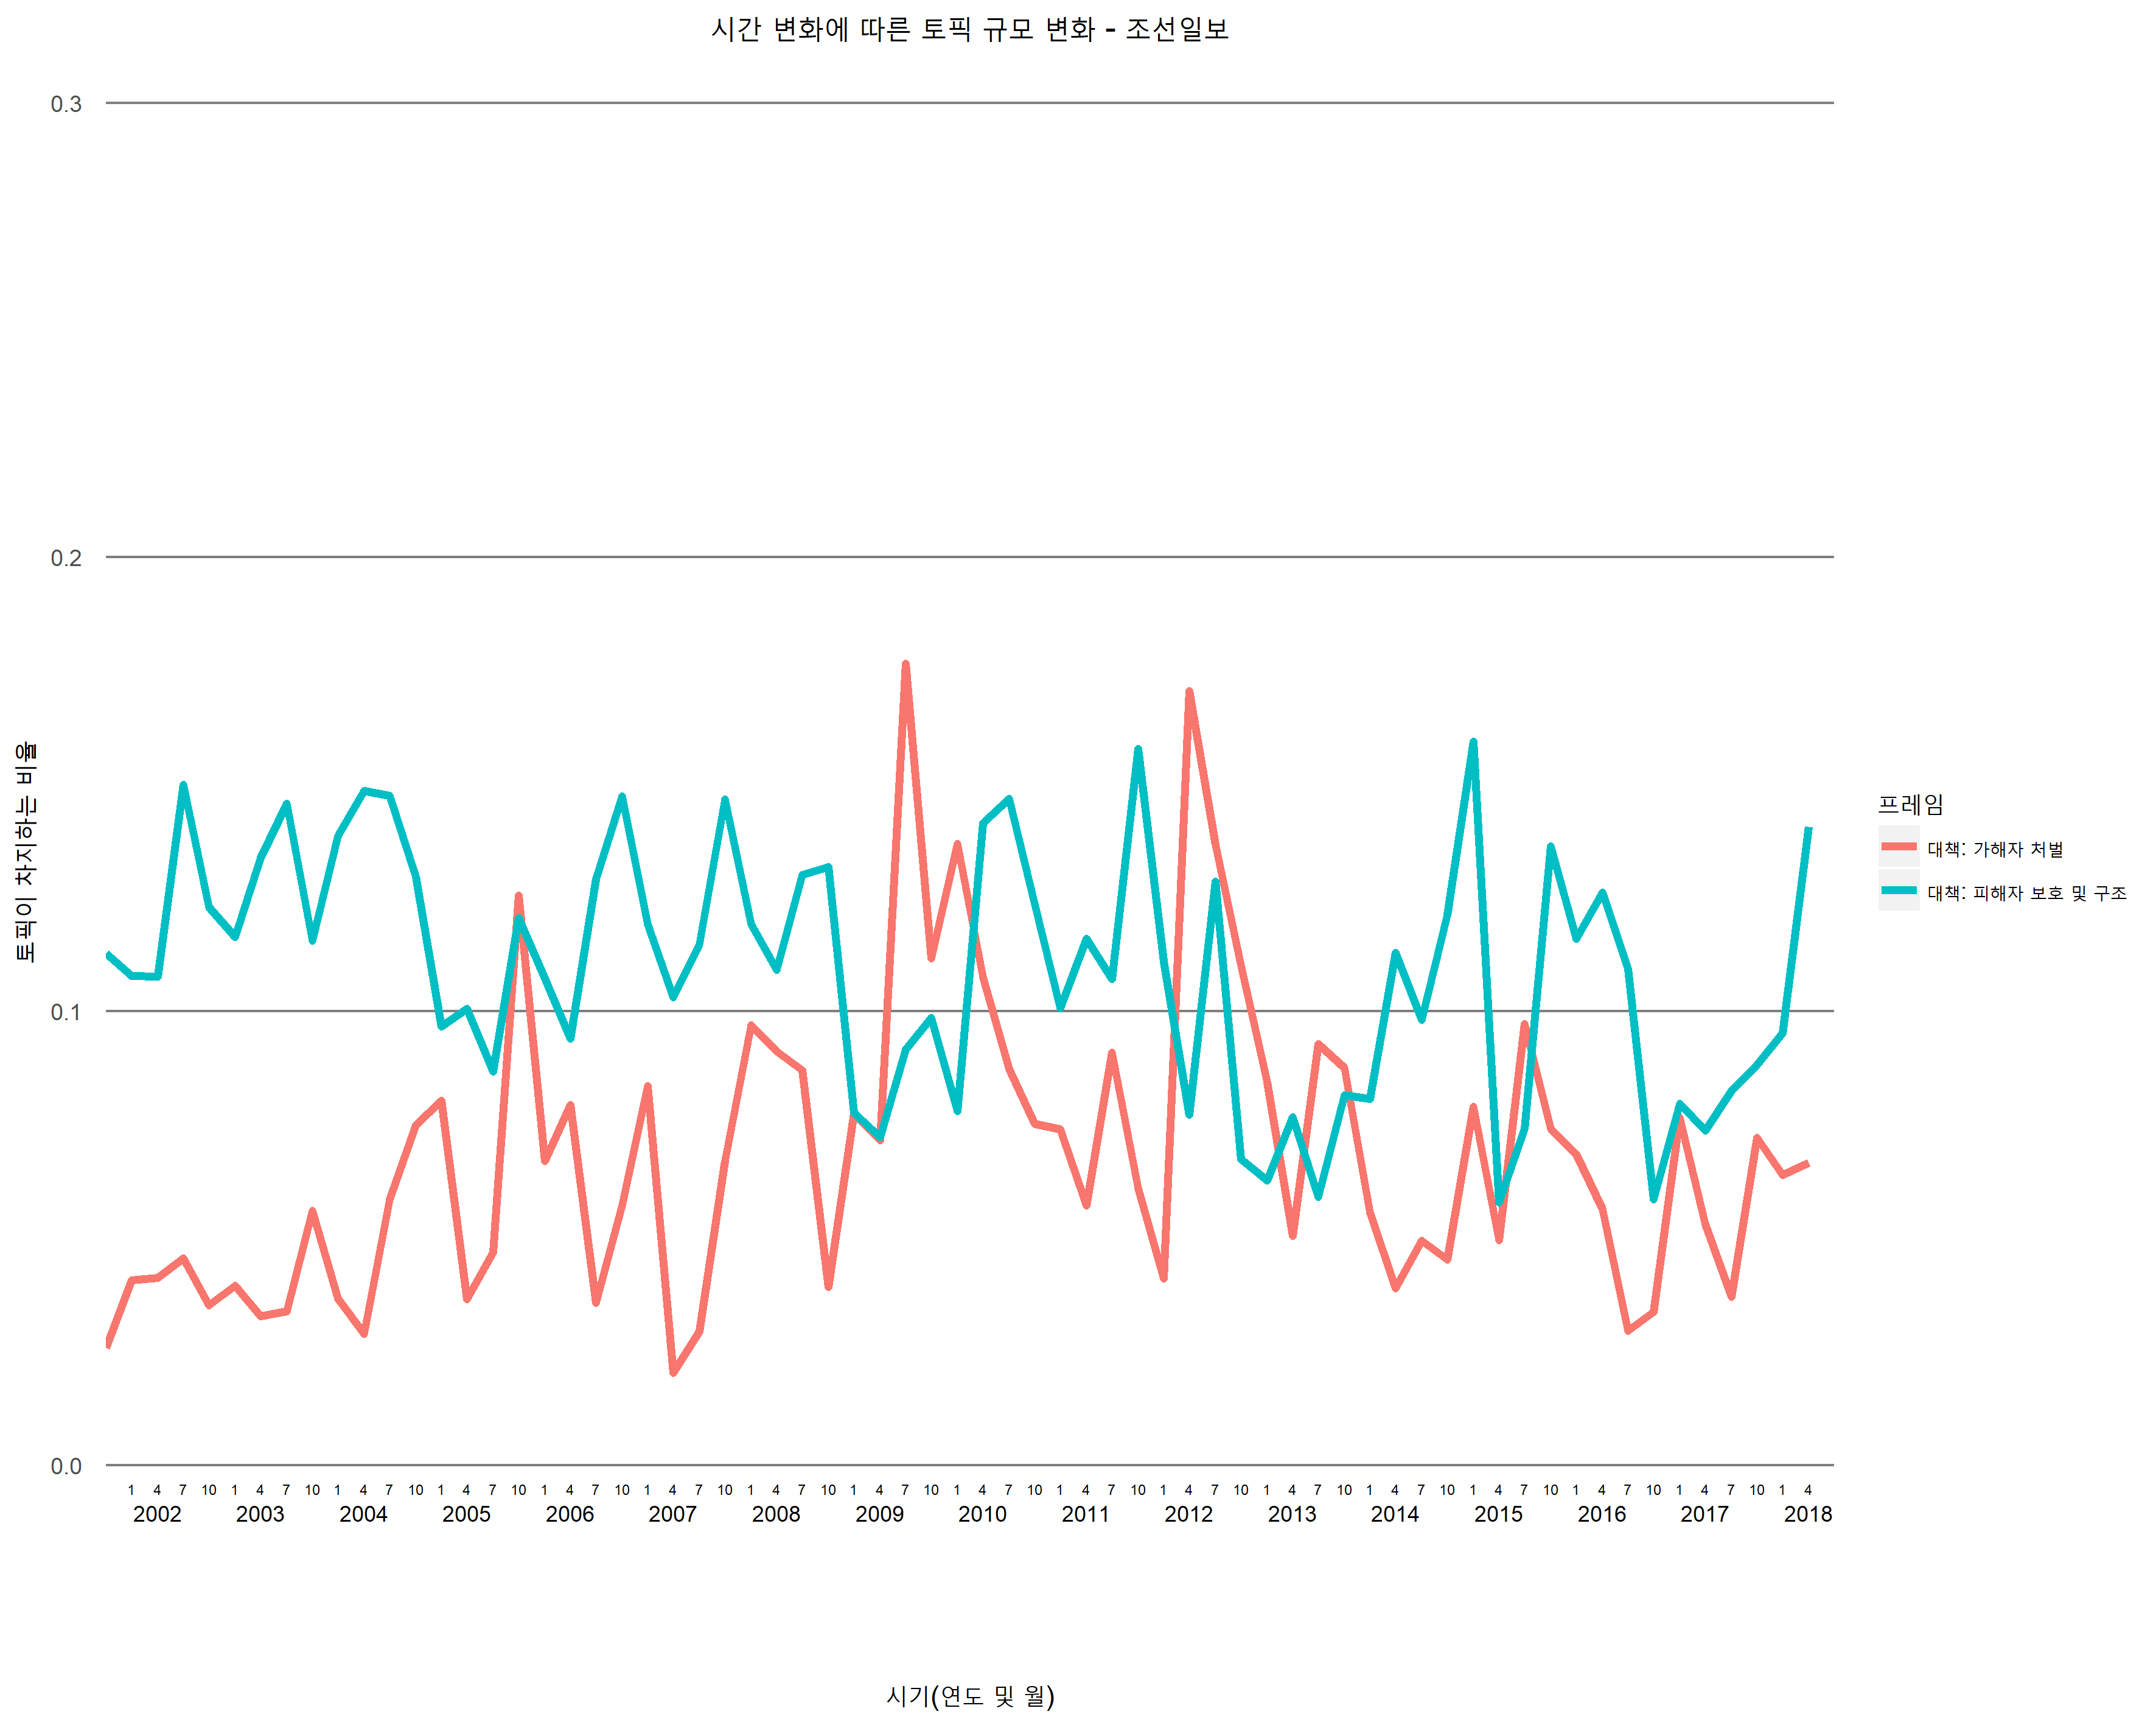 시간 변화에 따른 토픽 규모 변화 - 조선일보
0.3
0.2
0.1
0.0
토픽이 차지하는 비율
1 4 7 10 1 4 7 10 1 4 7 10 1 4 7 10 1 4 7 10 1 4 7 10 1 4 7 10 1 4 7 10 1 4 7 10 1 4 7 10 1 4 7 10 1 4 7 10 1 4 7 10 1 4 7 10 1 4 7 10 1 4 7 10 1 4
2002 2003 2004 2005 2006 2007 2008 2009 2010 2011 2012 2013 2014 2015 2016 2017 2018
시기(연도 및 월)
프레임
대책: 가해자 처벌
대책: 피해자 보호 및 구조